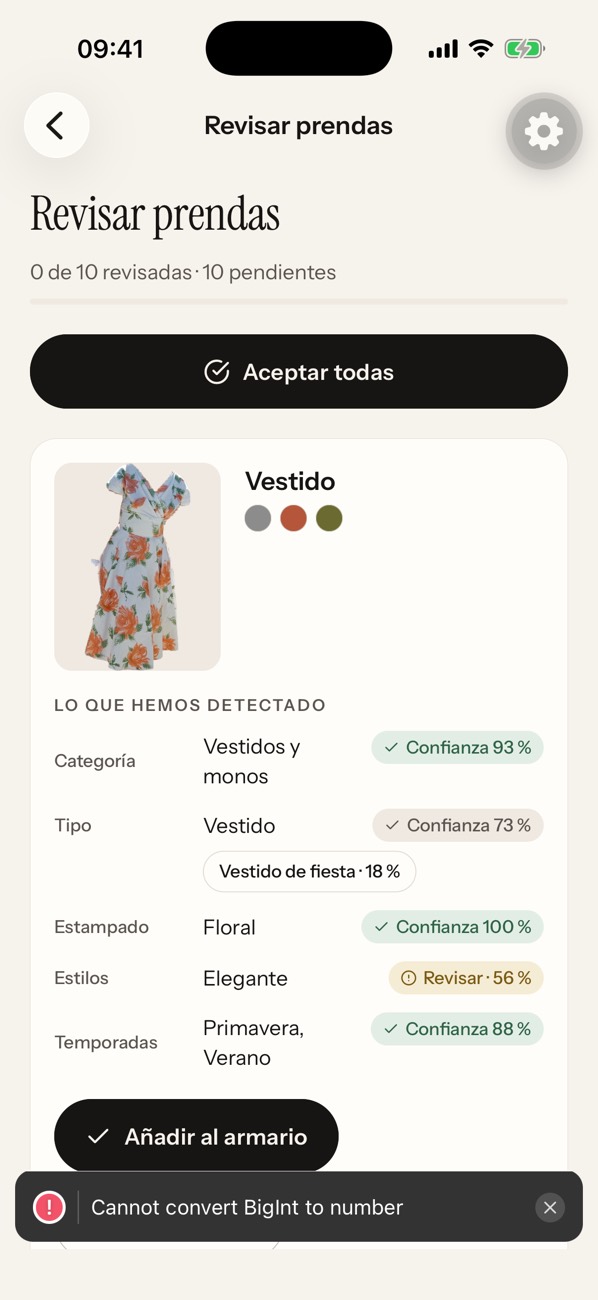 09:41
Revisar prendas
Revisar prendas
0 de 10 revisadas · 10 pendientes
Aceptar todas
Vestido
LO QUE HEMOS DETECTADO
Categoría
Vestidos y
monos
Confianza 93 %
Tipo
Vestido
Confianza 73 %
Vestido de fiesta · 18 %
Estampado
Floral
Confianza 100 %
Estilos
Elegante
Revisar · 56 %
Temporadas
Primavera,
Verano
Confianza 88 %
Añadir al armario
Cannot convert BigInt to number